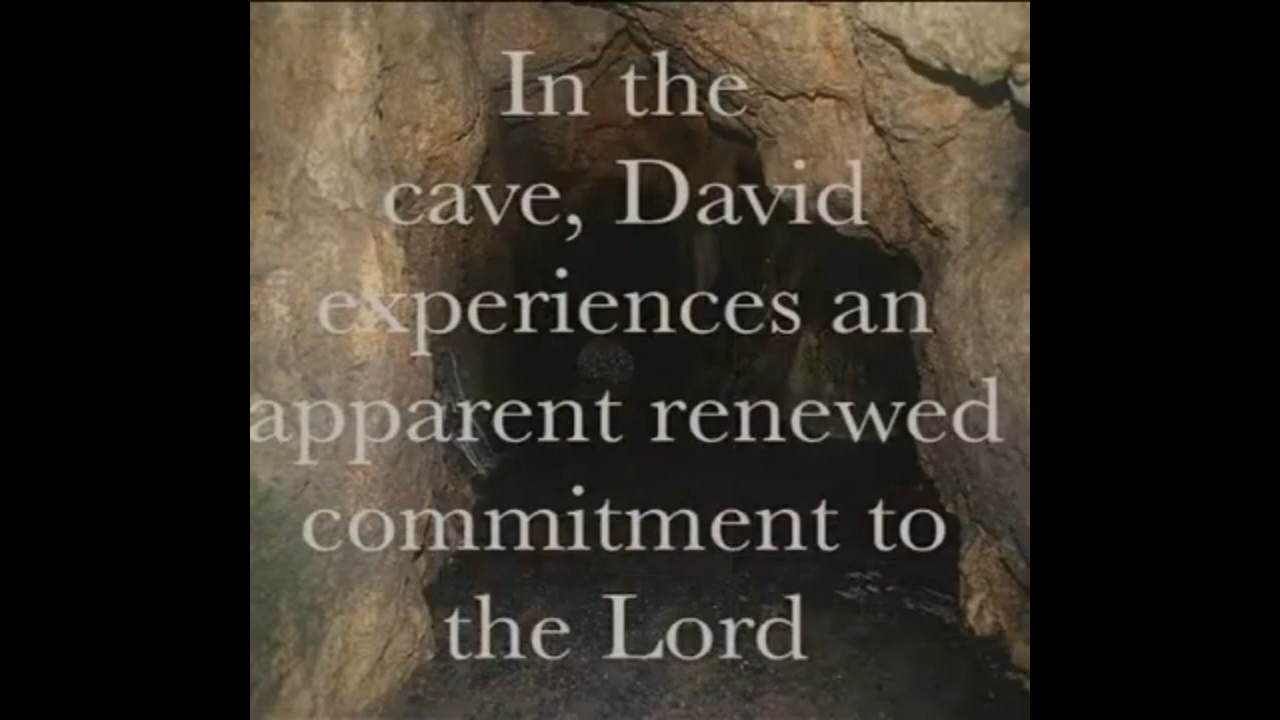 In the
cave, David
experiences an
apparent renewed
commitment to
the Lord